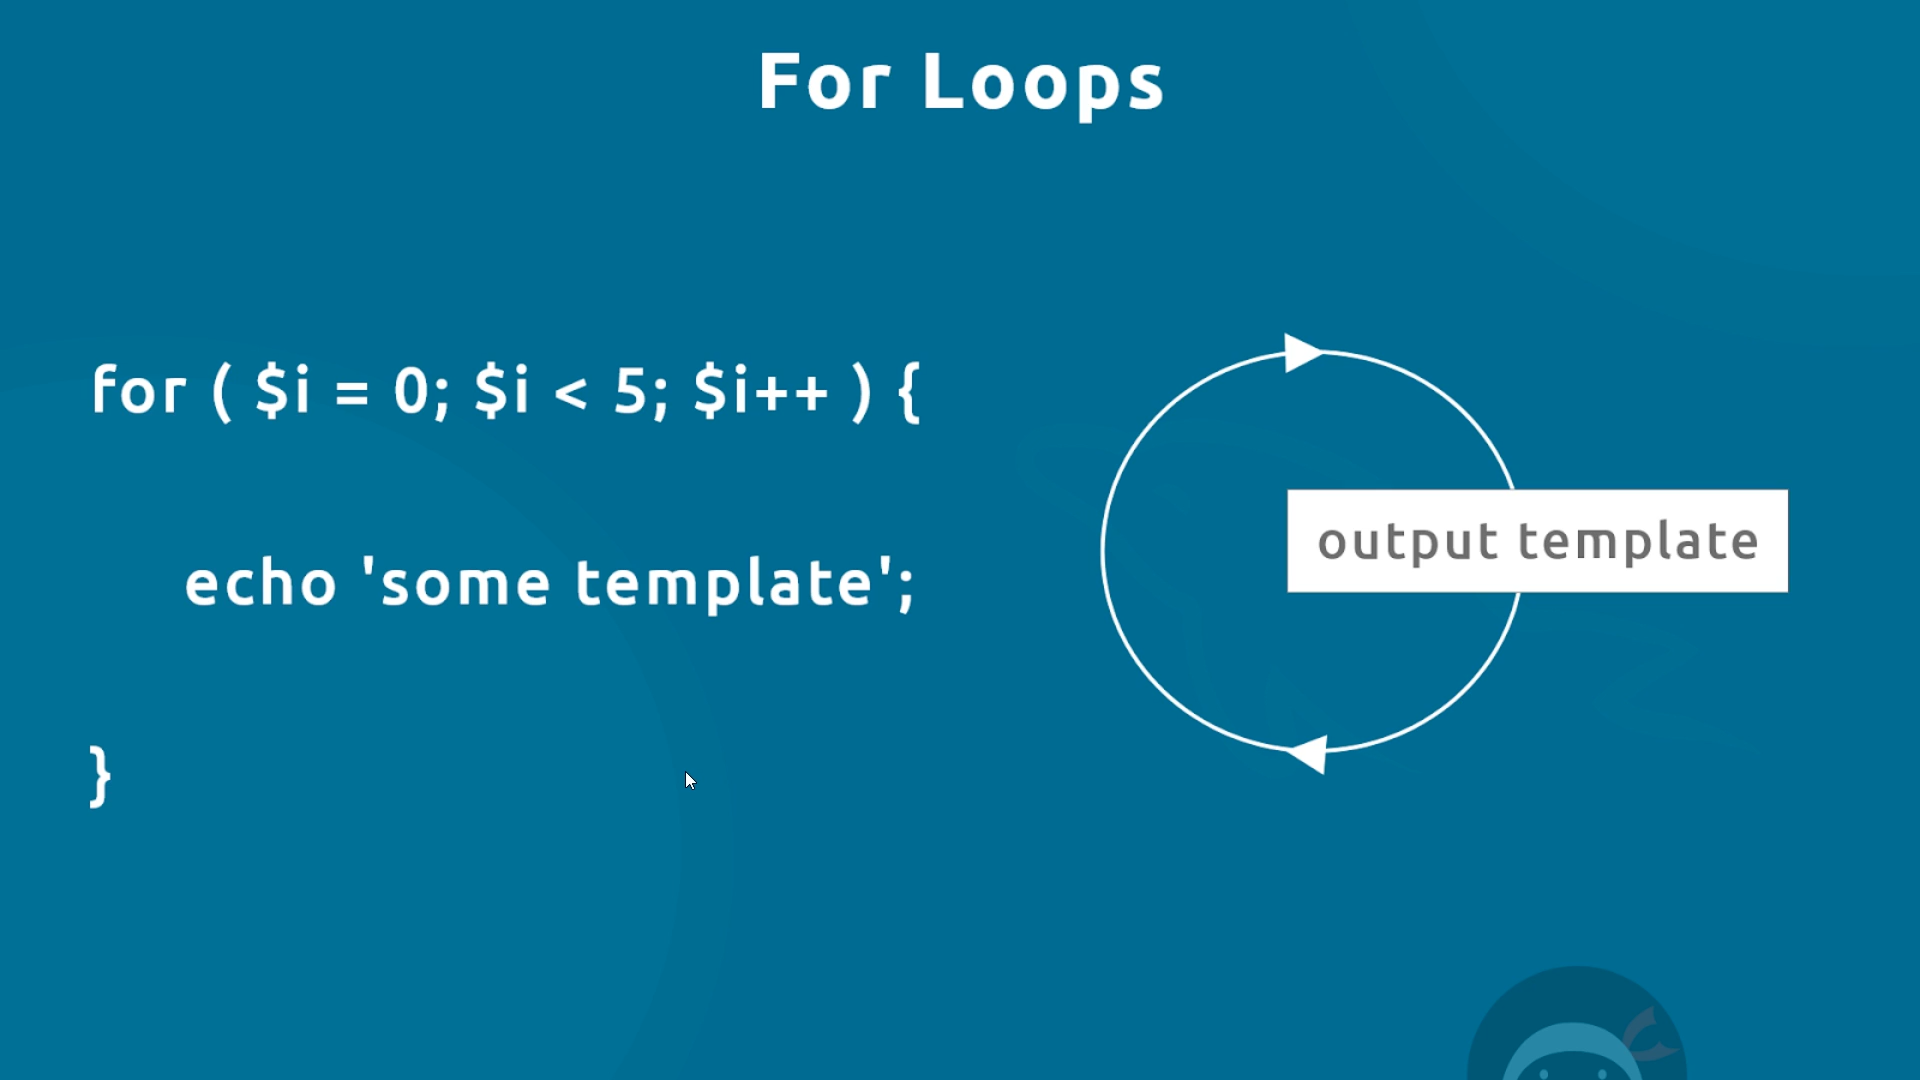 For Loops
for ( $i = 0; $i < 5; $i++ ) {
echo 'some template';
}
output template